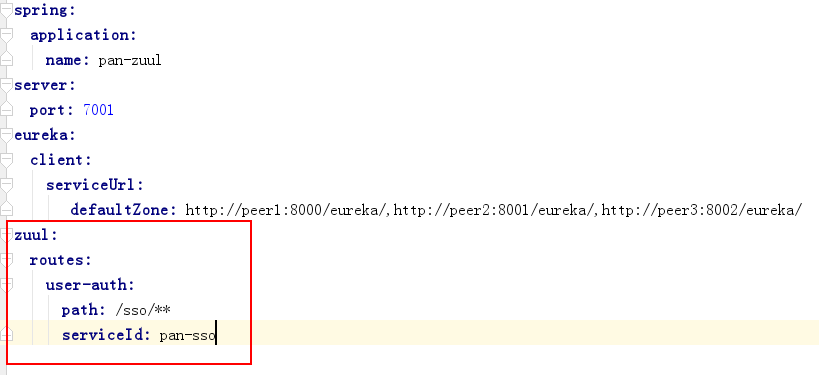 spring:
  application:
    name: pan-zuul
server:
  port: 7001
eureka:
  client:
    serviceUrl:
      defaultZone: http://peer1:8000/eureka/,http://peer2:8001/eureka/,http://peer3:8002/eureka/
zuul:
  routes:
    user-auth:
      path: /sso/**
      serviceId: pan-sso